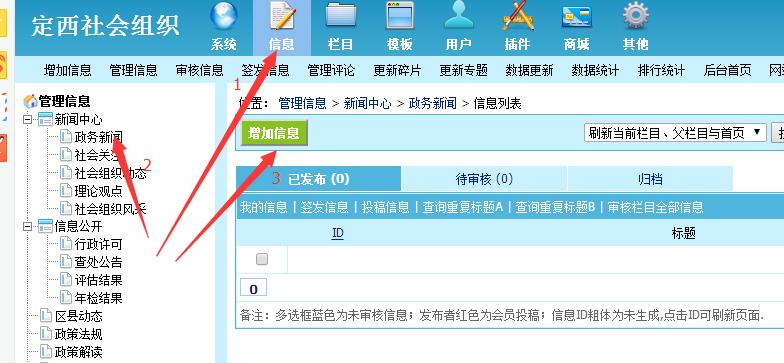 定西社会组织
系统 信息 栏目 模板 用户 插件 商城 其他
增加信息 管理信息 审核信息 签发信息 管理评论 更新碎片 更新专题 数据更新 数据统计 排行统计 后台首页
1
管理信息
新闻中心
政务新闻
社会关注
社会组织动态
理论观点
社会组织风采
信息公开
行政许可
查处公告
评估结果
年检结果
区县动态
政策法规
政策解读
2
位置： 管理信息 > 新闻中心 > 政务新闻 > 信息列表
增加信息
刷新当前栏目、父栏目与首页
3 已发布 (0) 待审核 (0) 归档
我的信息 | 签发信息 | 投稿信息 | 查询重复标题A | 查询重复标题B | 审核栏目全部信息
ID 标题
0
备注：多选框蓝色为未审核信息；发布者红色为会员投稿；信息ID粗体为未生成,点击ID可刷新页面.